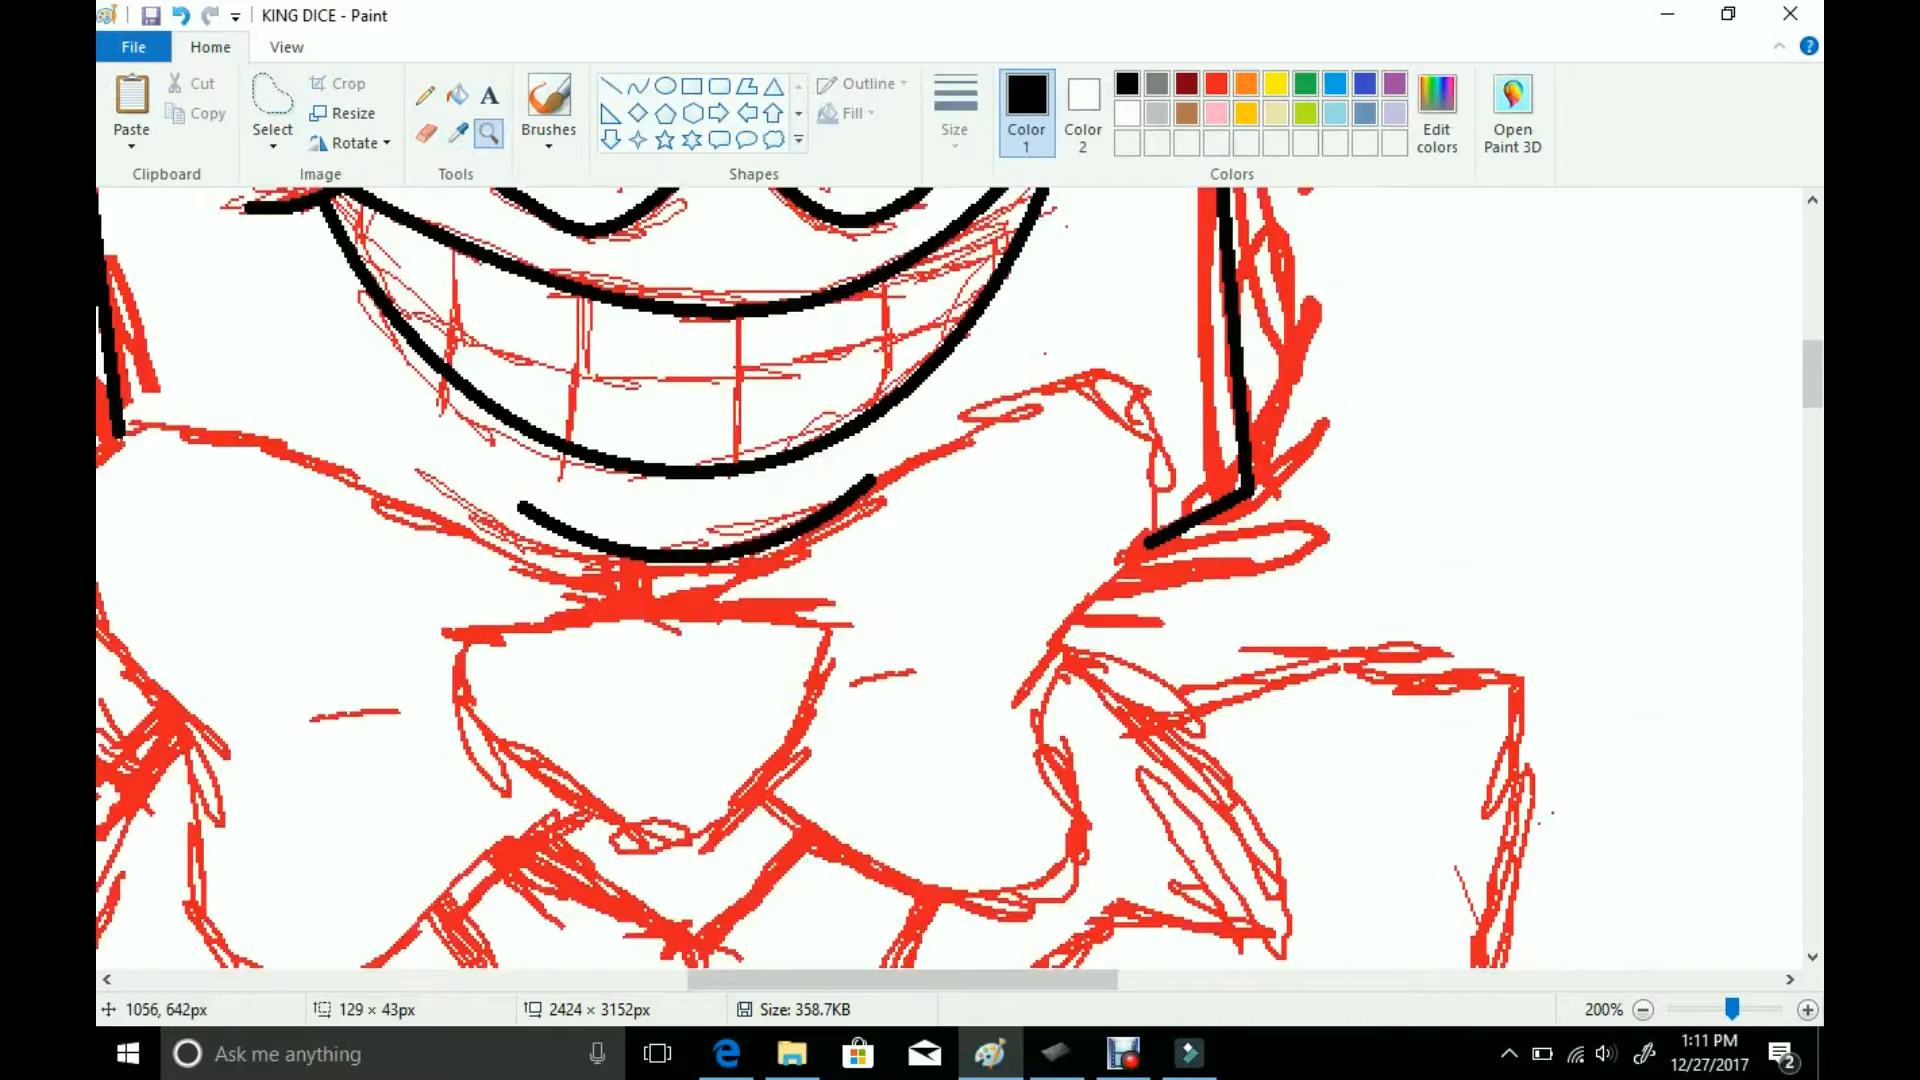 KING DICE - Paint
File Home View
Paste
Cut
Copy
Clipboard
Select
Crop
Resize
Rotate
Image
A
Tools
Brushes
Shapes
Outline
Fill
Size
Color 1
Color 2
Colors
Edit colors
Open Paint 3D
?
1056, 642px
129 × 43px
2424 × 3152px
Size: 358.7KB
200%
Ask me anything
1:11 PM
12/27/2017
2